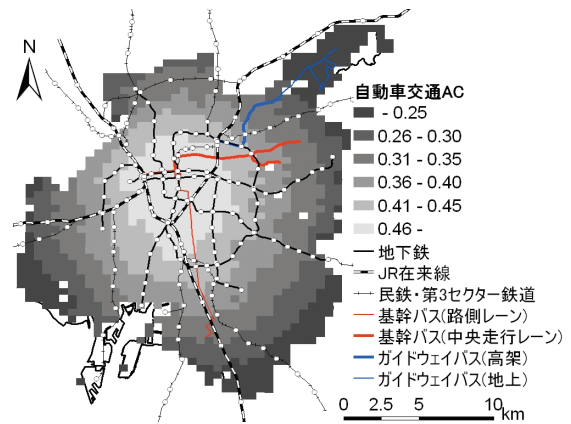 N
自動車交通AC
- 0.25
0.26 - 0.30
0.31 - 0.35
0.36 - 0.40
0.41 - 0.45
0.46 -
地下鉄
JR在来線
民鉄・第3セクター鉄道
基幹バス(路側レーン)
基幹バス(中央走行レーン)
ガイドウェイバス(高架)
ガイドウェイバス(地上)
0 2.5 5 10
km